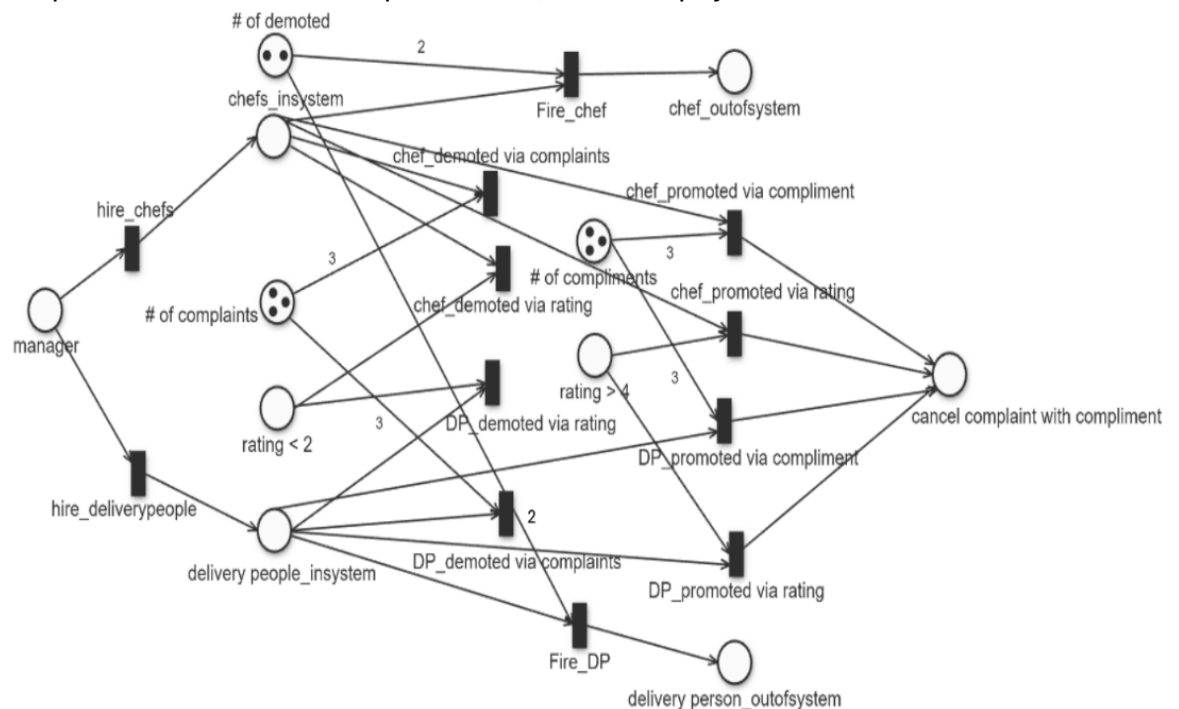 # of demoted
2
chefs_insystem
Fire_chef
chef_outofsystem
chef_demoted via complaints
chef_promoted via compliment
hire_chefs
3
3
# of compliments
chef_promoted via rating
# of complaints
chef_demoted via rating
manager
3
rating > 4
cancel complaint with compliment
3
DP_demoted via rating
rating < 2
DP_promoted via compliment
hire_deliverypeople
2
DP_demoted via complaints
delivery people_insystem
DP_promoted via rating
Fire_DP
delivery person_outofsystem